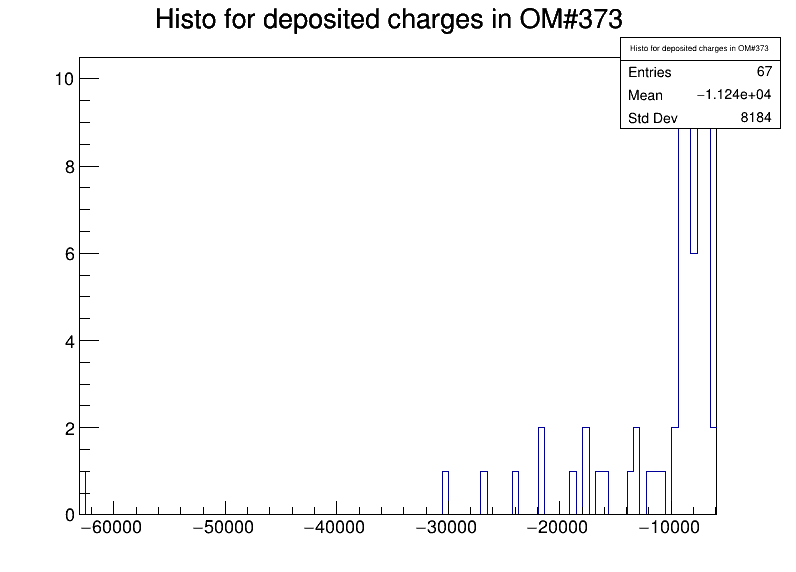 Histo for deposited charges in OM#373
Histo for deposited charges in OM#373
Entries 67
Mean −1.124e+04
Std Dev 8184
10
8
6
4
2
0
−60000 −50000 −40000 −30000 −20000 −10000